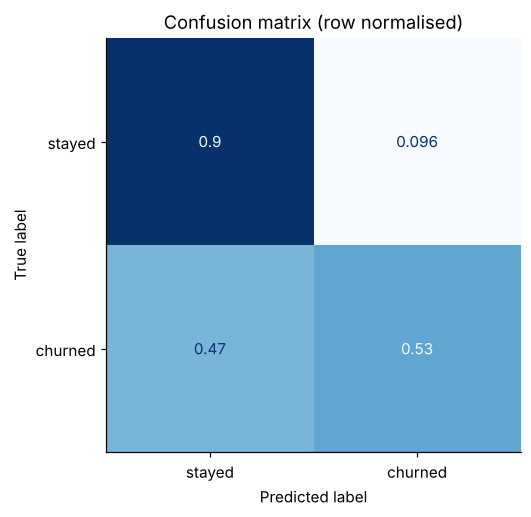 Confusion matrix (row normalised)
True label
stayed
0.9
0.096
churned
0.47
0.53
stayed
churned
Predicted label